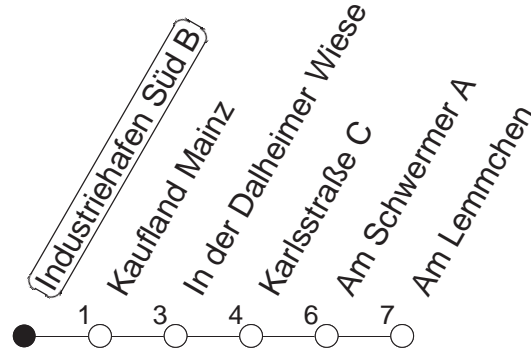 Industriehafen Süd B
Kaufland Mainz
In der Dalheimer Wiese
Karlsstraße C
Am Schwermer A
Am Lemmchen
1 3 4 6 7